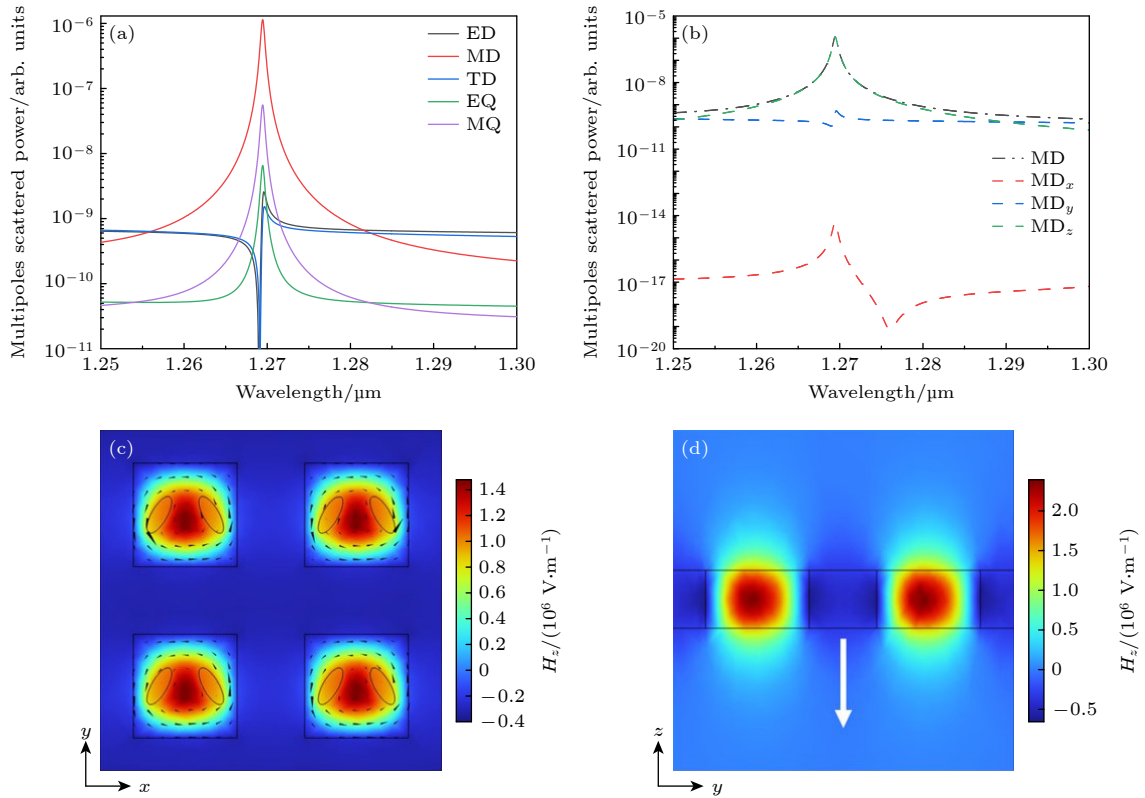 (a)
Multipoles scattered power/arb. units
10⁻⁶
10⁻⁷
10⁻⁸
10⁻⁹
10⁻¹⁰
10⁻¹¹
ED
MD
TD
EQ
MQ
1.25 1.26 1.27 1.28 1.29 1.30
Wavelength/μm
(b)
Multipoles scattered power/arb. units
10⁻⁵
10⁻⁸
10⁻¹¹
10⁻¹⁴
10⁻¹⁷
10⁻²⁰
MD
MDₓ
MD_y
MD_z
1.25 1.26 1.27 1.28 1.29 1.30
Wavelength/μm
(c)
1.4
1.2
1.0
0.8
0.6
0.4
0.2
0
−0.2
−0.4
H_z/(10⁶ V·m⁻¹)
y
x
(d)
2.0
1.5
1.0
0.5
0
−0.5
H_z/(10⁶ V·m⁻¹)
z
y